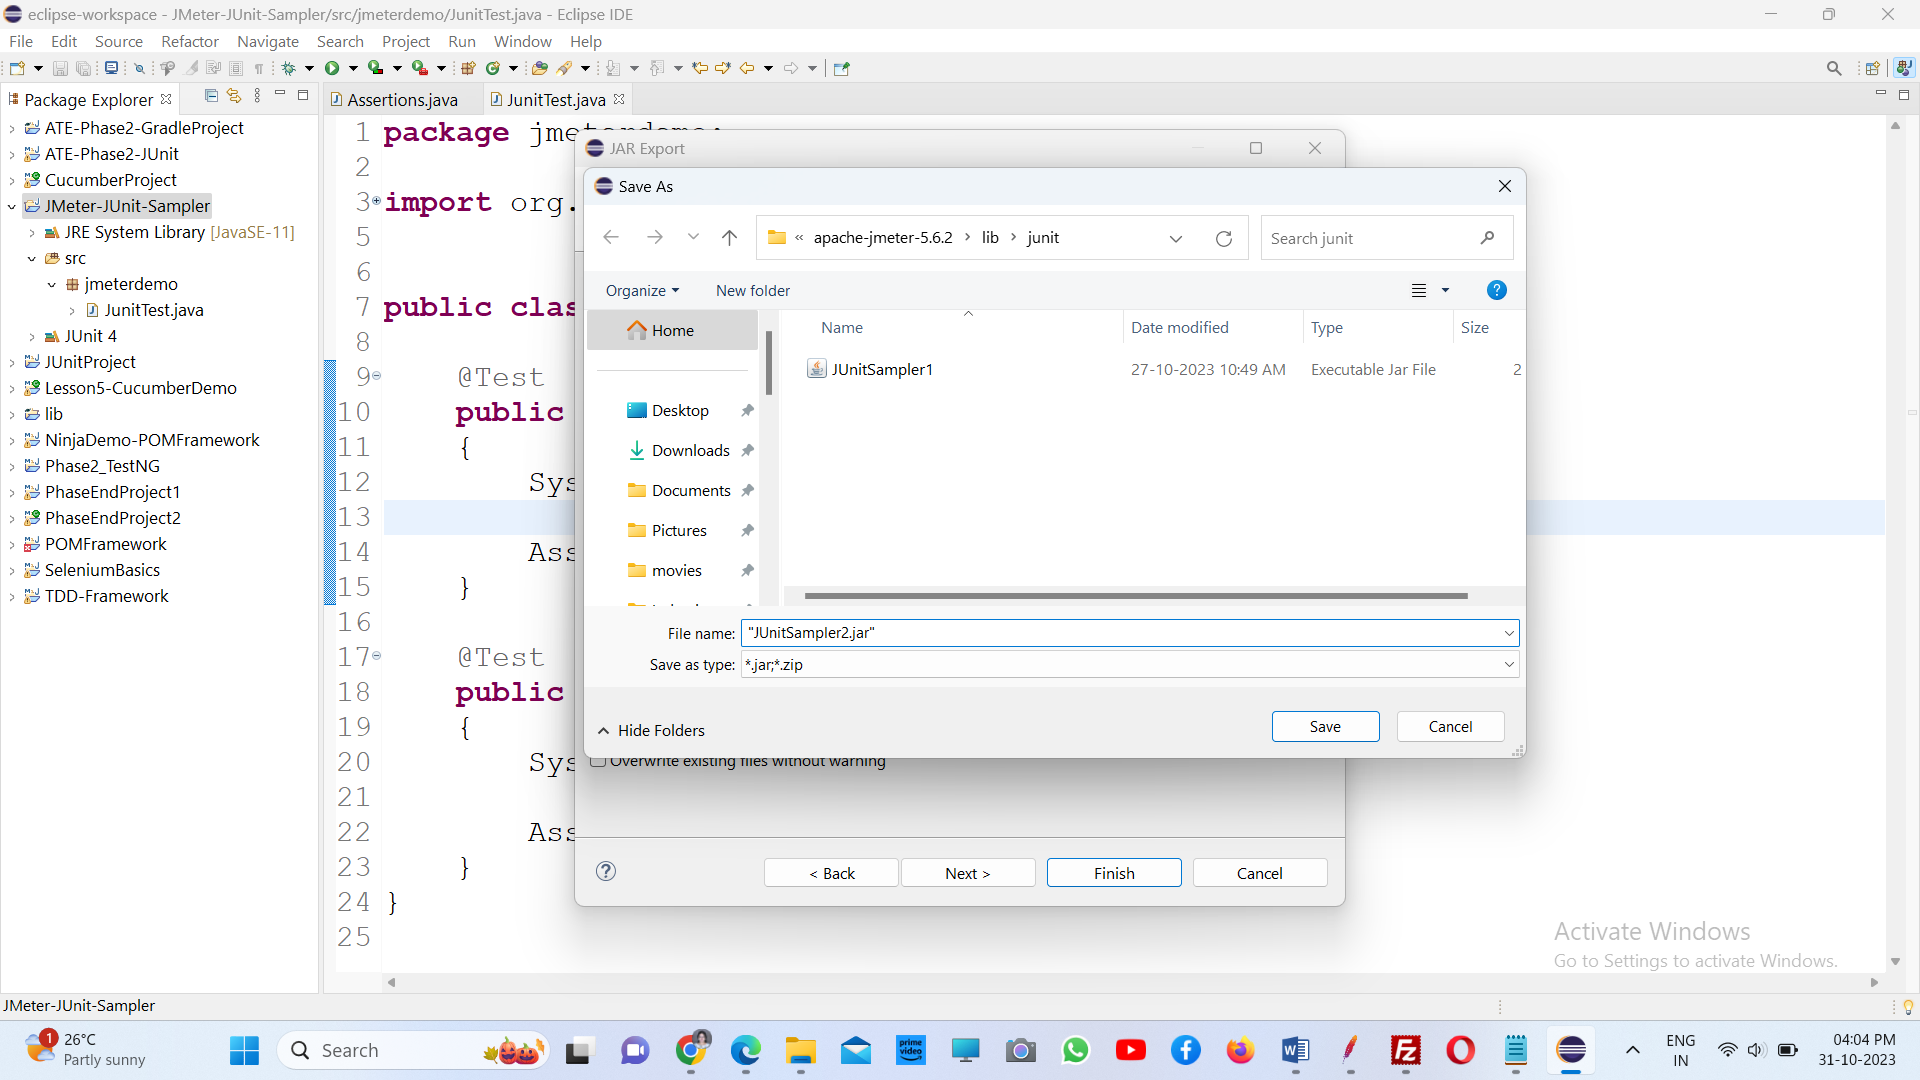 eclipse-workspace - JMeter-JUnit-Sampler/src/jmeterdemo/JunitTest.java - Eclipse IDE
File Edit Source Refactor Navigate Search Project Run Window Help
Package Explorer
ATE-Phase2-GradleProject
ATE-Phase2-JUnit
CucumberProject
JMeter-JUnit-Sampler
JRE System Library [JavaSE-11]
src
jmeterdemo
JunitTest.java
JUnit 4
JUnitProject
Lesson5-CucumberDemo
lib
NinjaDemo-POMFramework
Phase2_TestNG
PhaseEndProject1
PhaseEndProject2
POMFramework
SeleniumBasics
TDD-Framework
Assertions.java JunitTest.java
1 package
2
3 import org.
5
6
7 public clas
8
9 @Test
10 public
11 {
12 Sys
13
14 Ass
15 }
16
17 @Test
18 public
19 {
20 Sys
21
22 Ass
23 }
24 }
25
JAR Export
Save As
« apache-jmeter-5.6.2 › lib › junit
Search junit
Organize New folder
Home
Desktop
Downloads
Documents
Pictures
movies
Name Date modified Type Size
JUnitSampler1 27-10-2023 10:49 AM Executable Jar File 2
File name: "JUnitSampler2.jar"
Save as type: *.jar;*.zip
Hide Folders
Save Cancel
Overwrite existing files without warning
< Back Next > Finish Cancel
Activate Windows
Go to Settings to activate Windows.
JMeter-JUnit-Sampler
1
26°C
Partly sunny
Search
prime video
ENG
IN
04:04 PM
31-10-2023